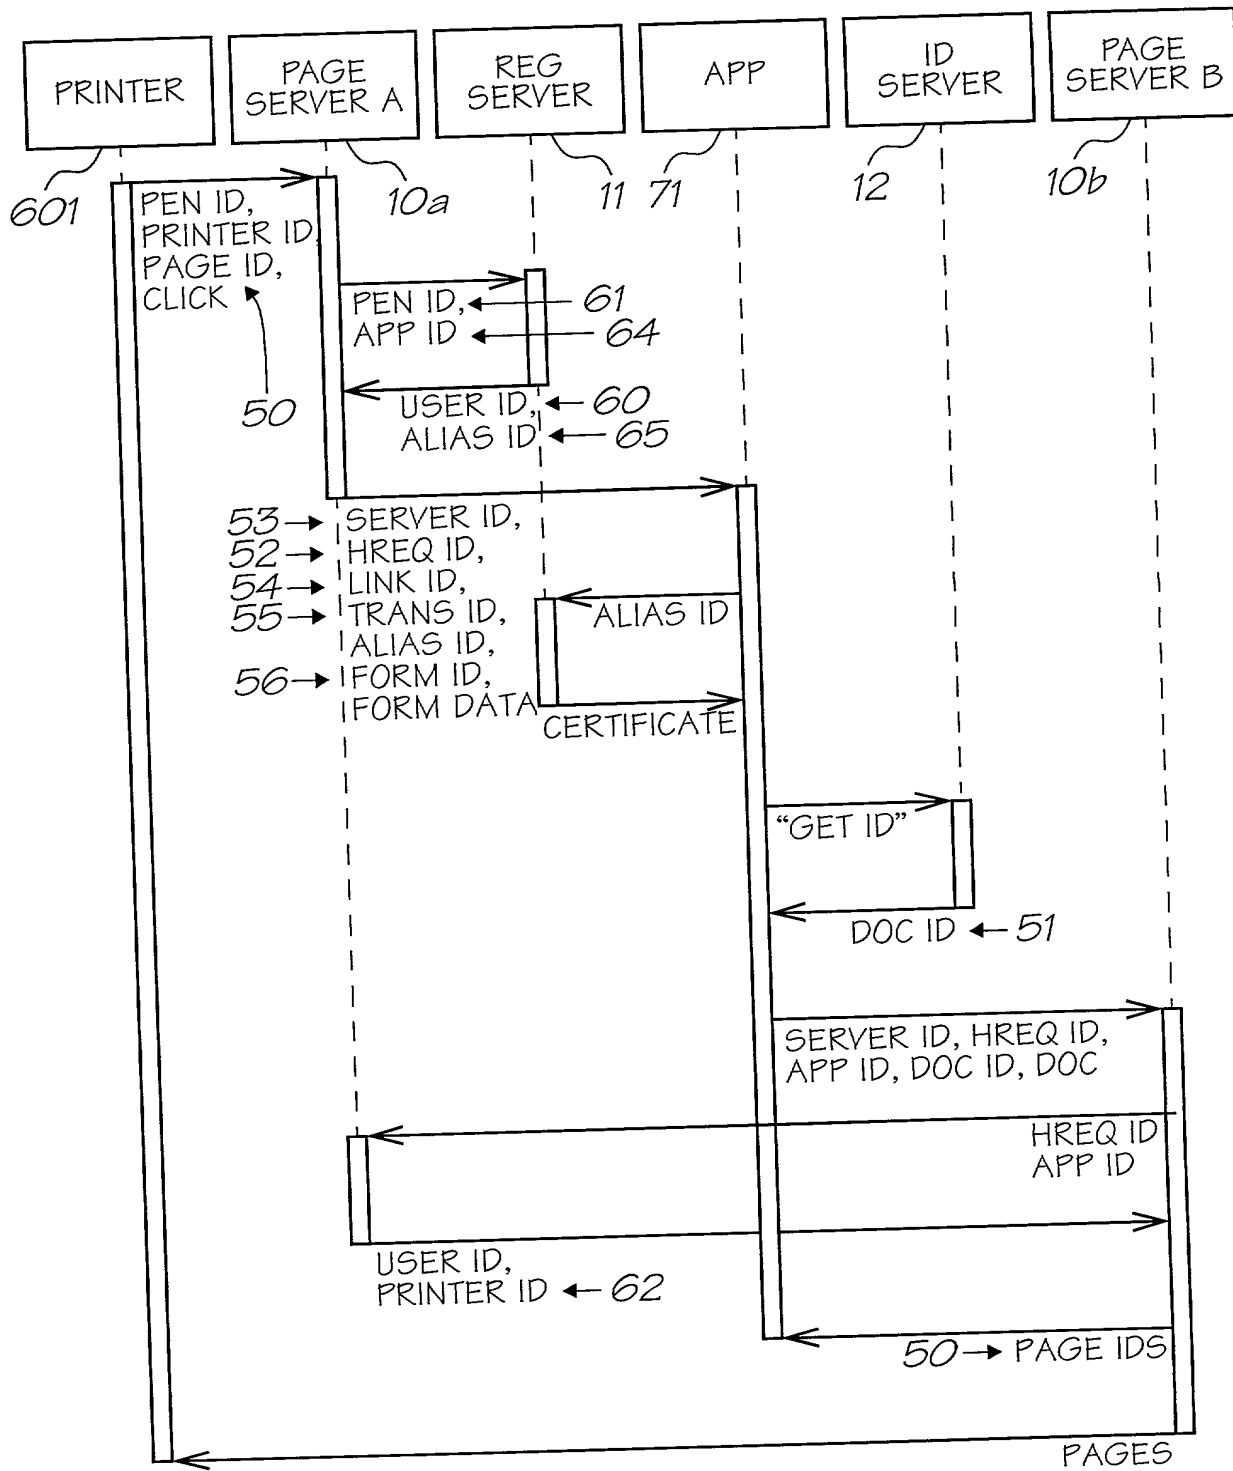 PRINTER
PAGE
SERVER A
REG
SERVER
APP
ID
SERVER
PAGE
SERVER B
601
10a
11
71
12
10b
PEN ID,
PRINTER ID,
PAGE ID,
CLICK
50
PEN ID, 61
APP ID 64
USER ID, 60
ALIAS ID 65
53 SERVER ID,
52 HREQ ID,
54 LINK ID,
55 TRANS ID,
ALIAS ID,
56 FORM ID,
FORM DATA
ALIAS ID
CERTIFICATE
“GET ID”
DOC ID 51
SERVER ID, HREQ ID,
APP ID, DOC ID, DOC
HREQ ID
APP ID
USER ID,
PRINTER ID 62
50 PAGE IDS
PAGES